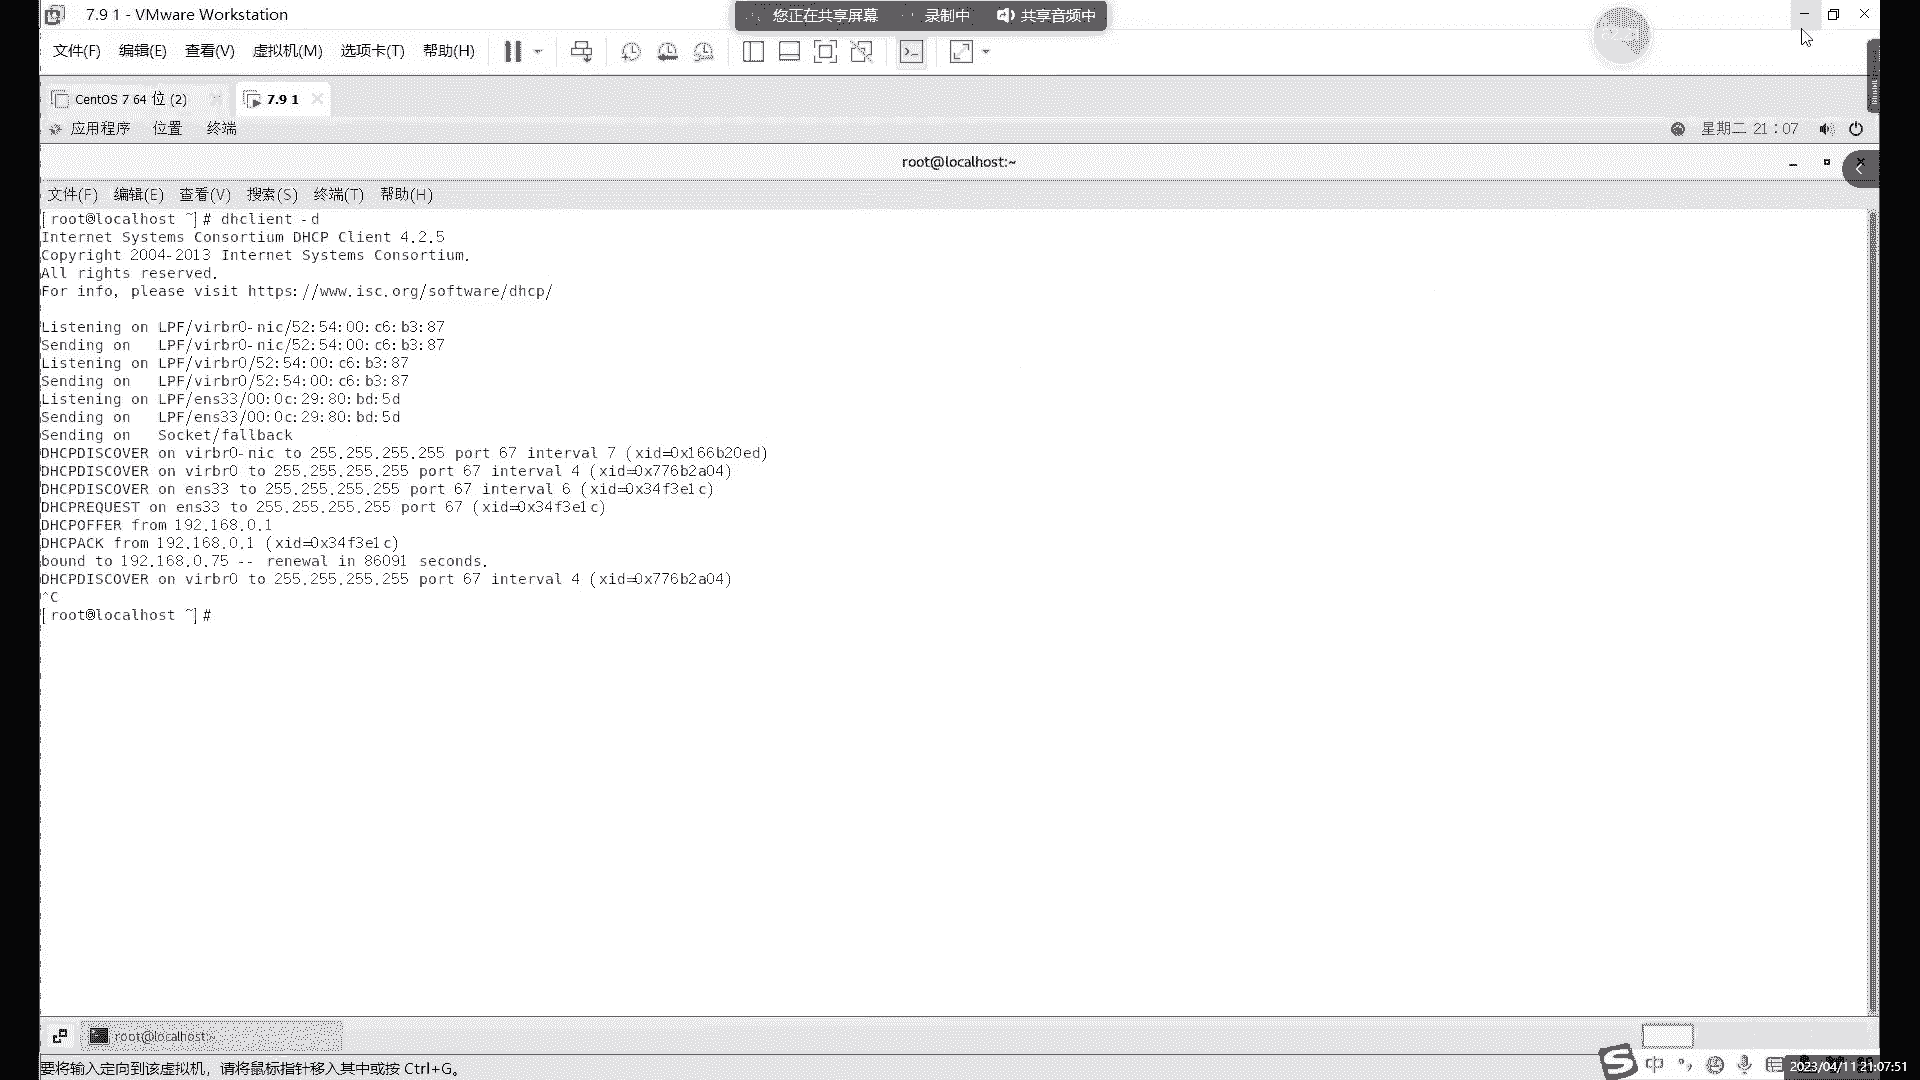 7.9 1 - VMware Workstation
您正在共享屏幕 录制中 共享音频中
文件(F) 编辑(E) 查看(V) 虚拟机(M) 选项卡(T) 帮助(H)
CentOS 7 64 位 (2) 7.9 1
应用程序 位置 终端 星期二 21：07
root@localhost:~
文件(F) 编辑(E) 查看(V) 搜索(S) 终端(T) 帮助(H)
[root@localhost ~]# dhclient -d
Internet Systems Consortium DHCP Client 4.2.5
Copyright 2004-2013 Internet Systems Consortium.
All rights reserved.
For info, please visit https://www.isc.org/software/dhcp/
Listening on LPF/virbr0-nic/52:54:00:c6:b3:87
Sending on   LPF/virbr0-nic/52:54:00:c6:b3:87
Listening on LPF/virbr0/52:54:00:c6:b3:87
Sending on   LPF/virbr0/52:54:00:c6:b3:87
Listening on LPF/ens33/00:0c:29:80:bd:5d
Sending on   LPF/ens33/00:0c:29:80:bd:5d
Sending on   Socket/fallback
DHCPDISCOVER on virbr0-nic to 255.255.255.255 port 67 interval 7 (xid=0x166b20ed)
DHCPDISCOVER on virbr0 to 255.255.255.255 port 67 interval 4 (xid=0x776b2a04)
DHCPDISCOVER on ens33 to 255.255.255.255 port 67 interval 6 (xid=0x34f3e1c)
DHCPREQUEST on ens33 to 255.255.255.255 port 67 (xid=0x34f3e1c)
DHCPOFFER from 192.168.0.1
DHCPACK from 192.168.0.1 (xid=0x34f3e1c)
bound to 192.168.0.75 -- renewal in 86091 seconds.
DHCPDISCOVER on virbr0 to 255.255.255.255 port 67 interval 4 (xid=0x776b2a04)
^C
[root@localhost ~]#
root@localhost:~
要将输入定向到该虚拟机，请将鼠标指针移入其中或按 Ctrl+G。
中
2023/04/11 21:07:51